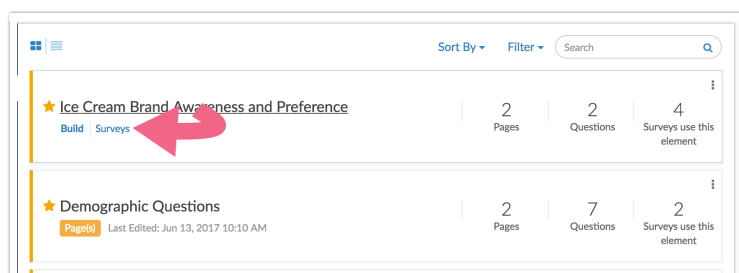 Sort By Filter Search
Ice Cream Brand Awareness and Preference
Build Surveys
2 2 4
Pages Questions Surveys use this
element
Demographic Questions
Page(s) Last Edited: Jun 13, 2017 10:10 AM
2 7 2
Pages Questions Surveys use this
element